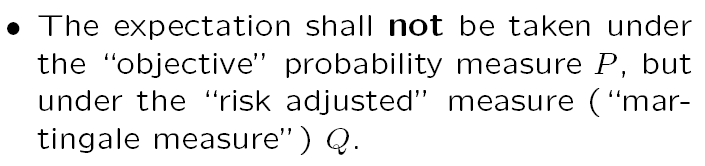 • The expectation shall not be taken under
the “objective” probability measure P, but
under the “risk adjusted” measure (“mar-
tingale measure”) Q.